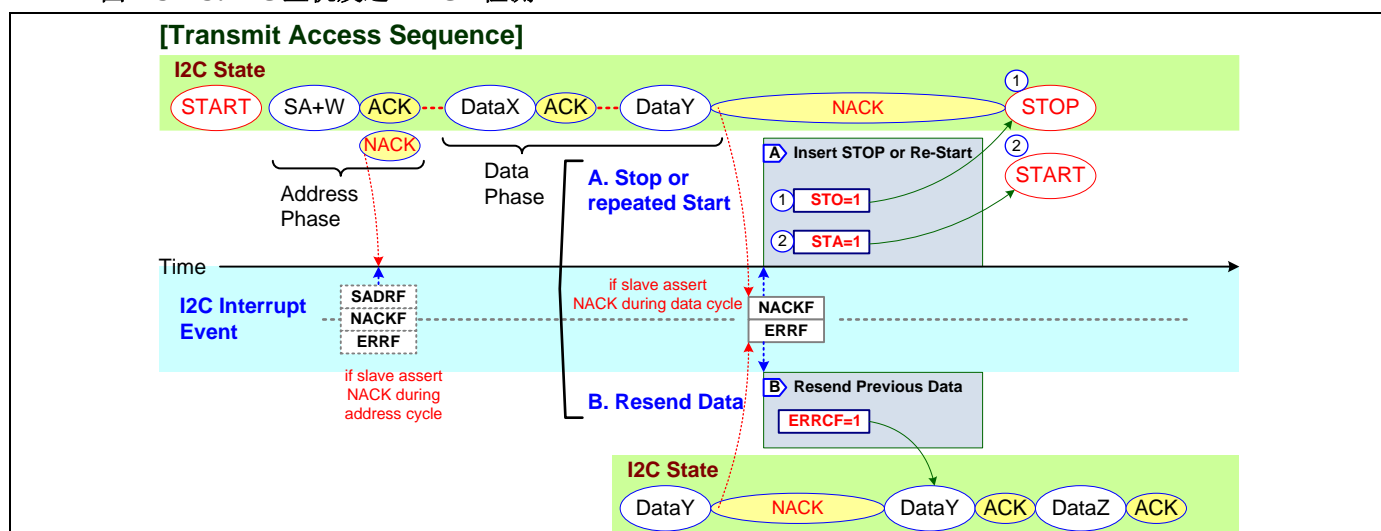 [Transmit Access Sequence]
I2C State
START SA+W ACK DataX ACK DataY NACK STOP
1
NACK
A Insert STOP or Re-Start
2
START
Address
Phase
Data
Phase
A. Stop or
repeated Start
1 STO=1
2 STA=1
Time
I2C Interrupt
Event
SADRF
NACKF
ERRF
if slave assert
NACK during data cycle
NACKF
ERRF
if slave assert
NACK during
address cycle
B. Resend Data
B Resend Previous Data
ERRCF=1
I2C State
DataY NACK DataY ACK DataZ ACK